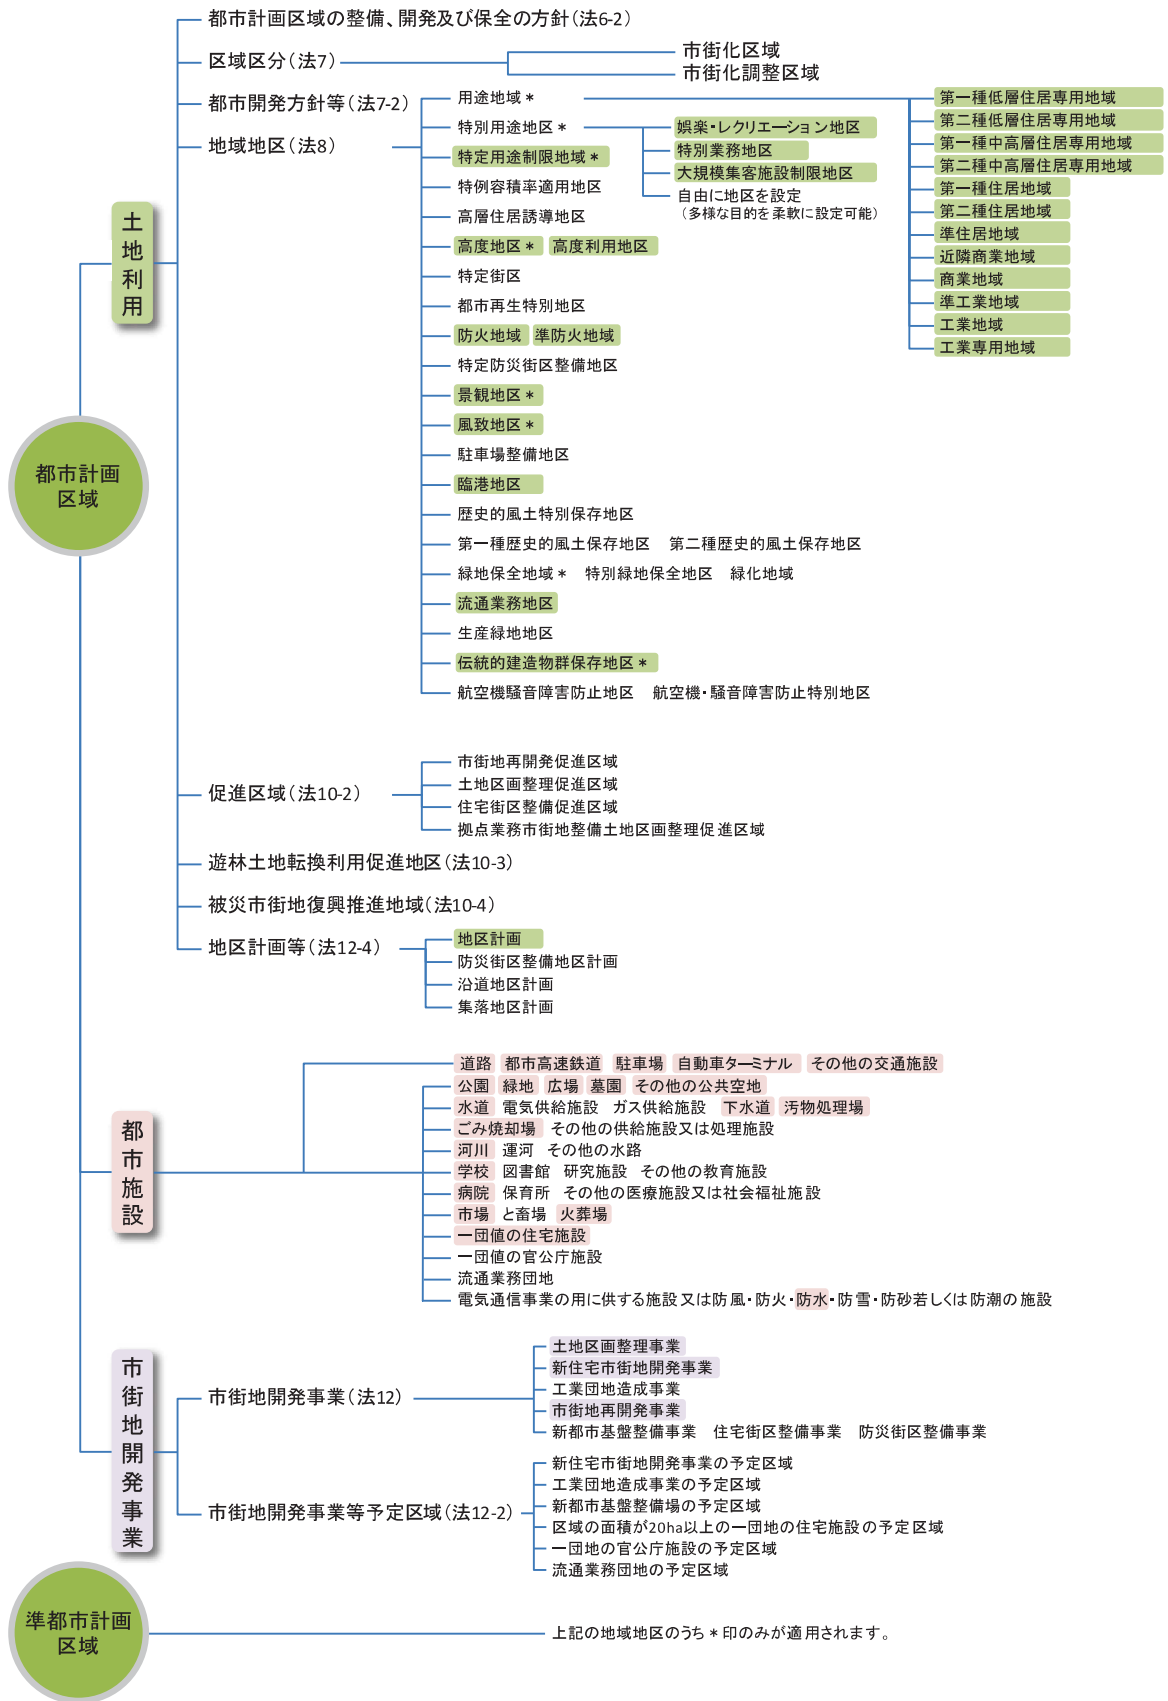 都市計画区域の整備、開発及び保全の方針(法6-2)
区域区分(法7)
市街化区域
市街化調整区域
都市開発方針等(法7-2)
地域地区(法8)
土地利用
都市計画
区域
用途地域*
特別用途地区*
特定用途制限地域*
特例容積率適用地区
高層住居誘導地区
高度地区* 高度利用地区
特定街区
都市再生特別地区
防火地域 準防火地域
特定防災街区整備地区
景観地区*
風致地区*
駐車場整備地区
臨港地区
歴史的風土特別保存地区
第一種歴史的風土保存地区 第二種歴史的風土保存地区
緑地保全地域* 特別緑地保全地区 緑化地域
流通業務地区
生産緑地地区
伝統的建造物群保存地区*
航空機騒音障害防止地区 航空機・騒音障害防止特別地区
娯楽・レクリエーション地区
特別業務地区
大規模集客施設制限地区
自由に地区を設定
(多様な目的を柔軟に設定可能)
第一種低層住居専用地域
第二種低層住居専用地域
第一種中高層住居専用地域
第二種中高層住居専用地域
第一種住居地域
第二種住居地域
準住居地域
近隣商業地域
商業地域
準工業地域
工業地域
工業専用地域
促進区域(法10-2)
市街地再開発促進区域
土地区画整理促進区域
住宅街区整備促進区域
拠点業務市街地整備土地区画整理促進区域
遊林土地転換利用促進地区(法10-3)
被災市街地復興推進地域(法10-4)
地区計画等(法12-4)
地区計画
防災街区整備地区計画
沿道地区計画
集落地区計画
都市施設
道路 都市高速鉄道 駐車場 自動車ターミナル その他の交通施設
公園 緑地 広場 墓園 その他の公共空地
水道 電気供給施設 ガス供給施設 下水道 汚物処理場
ごみ焼却場 その他の供給施設又は処理施設
河川 運河 その他の水路
学校 図書館 研究施設 その他の教育施設
病院 保育所 その他の医療施設又は社会福祉施設
市場 と畜場 火葬場
一団値の住宅施設
一団値の官公庁施設
流通業務団地
電気通信事業の用に供する施設又は防風・防火・防水・防雪・防砂若しくは防潮の施設
市街地開発事業
市街地開発事業(法12)
土地区画整理事業
新住宅市街地開発事業
工業団地造成事業
市街地再開発事業
新都市基盤整備事業 住宅街区整備事業 防災街区整備事業
市街地開発事業等予定区域(法12-2)
新住宅市街地開発事業の予定区域
工業団地造成事業の予定区域
新都市基盤整備場の予定区域
区域の面積が20ha以上の一団地の住宅施設の予定区域
一団地の官公庁施設の予定区域
流通業務団地の予定区域
準都市計画
区域
上記の地域地区のうち*印のみが適用されます。